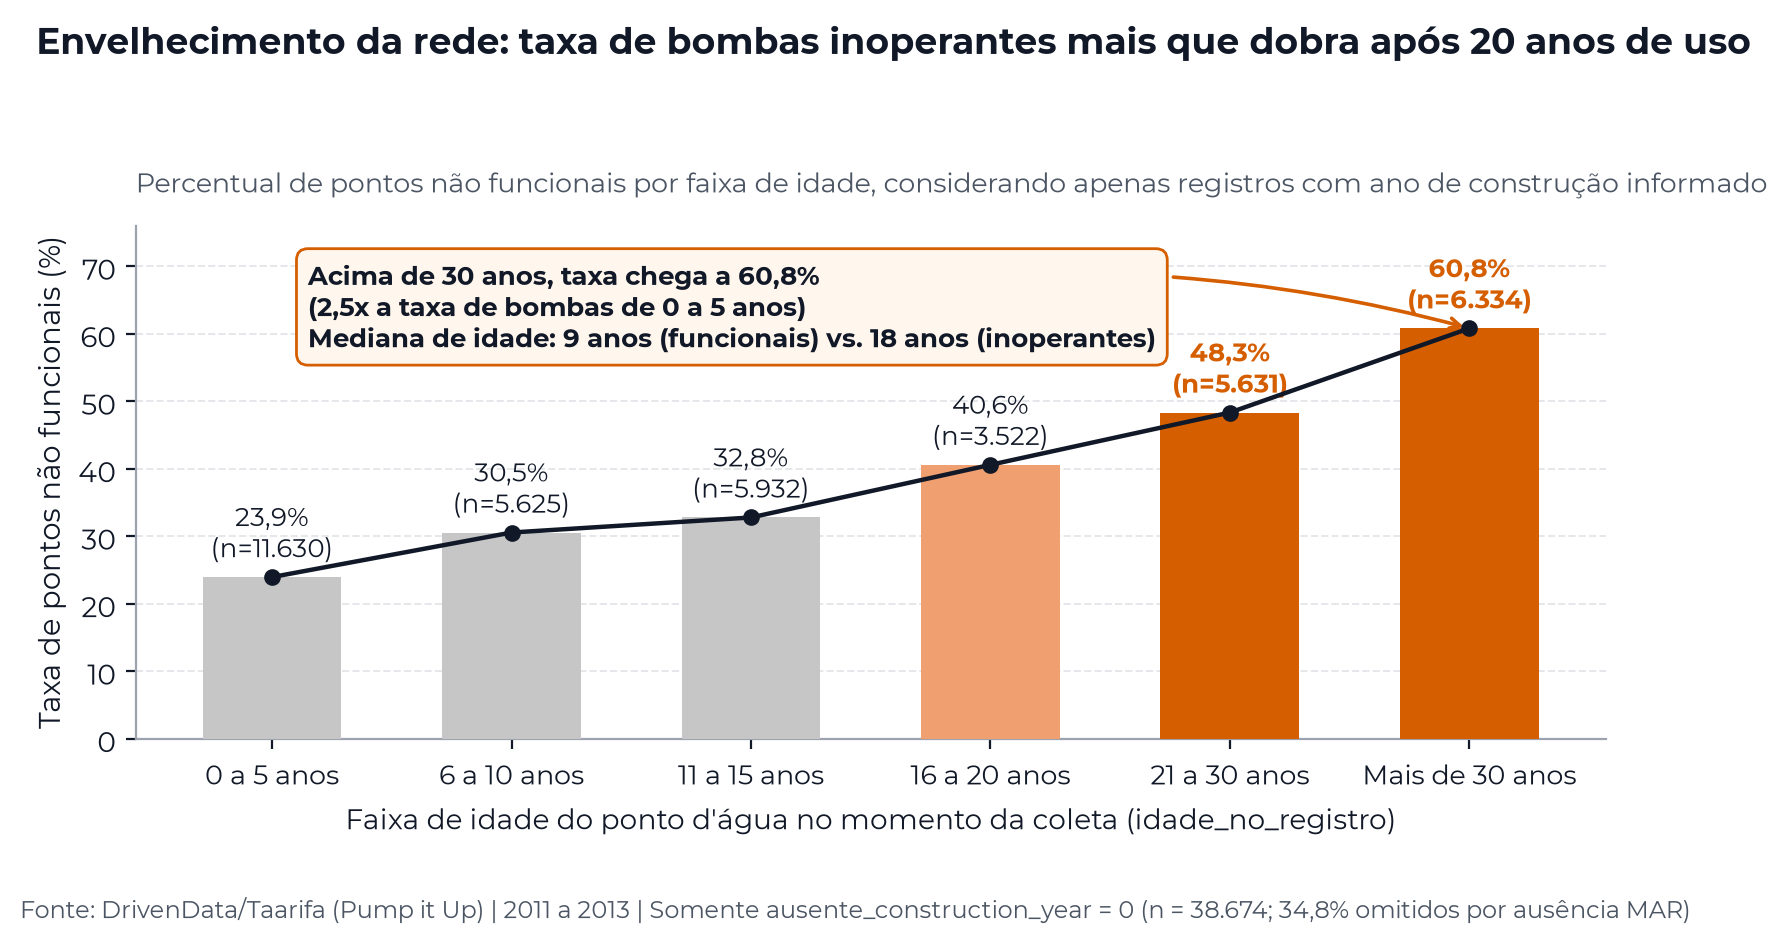 Envelhecimento da rede: taxa de bombas inoperantes mais que dobra após 20 anos de uso
Percentual de pontos não funcionais por faixa de idade, considerando apenas registros com ano de construção informado
Taxa de pontos não funcionais (%)
70
60
50
40
30
20
10
0
Acima de 30 anos, taxa chega a 60,8%
(2,5x a taxa de bombas de 0 a 5 anos)
Mediana de idade: 9 anos (funcionais) vs. 18 anos (inoperantes)
23,9%
(n=11.630)
30,5%
(n=5.625)
32,8%
(n=5.932)
40,6%
(n=3.522)
48,3%
(n=5.631)
60,8%
(n=6.334)
0 a 5 anos
6 a 10 anos
11 a 15 anos
16 a 20 anos
21 a 30 anos
Mais de 30 anos
Faixa de idade do ponto d'água no momento da coleta (idade_no_registro)
Fonte: DrivenData/Taarifa (Pump it Up) | 2011 a 2013 | Somente ausente_construction_year = 0 (n = 38.674; 34,8% omitidos por ausência MAR)